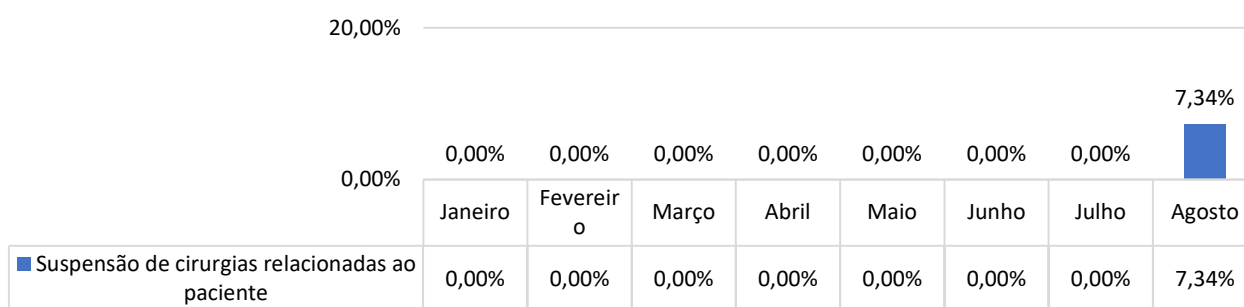 20,00%
7,34%
0,00% 0,00% 0,00% 0,00% 0,00% 0,00% 0,00%
0,00%
Janeiro Fevereir Março Abril Maio Junho Julho Agosto
o
Suspensão de cirurgias relacionadas ao
paciente
0,00% 0,00% 0,00% 0,00% 0,00% 0,00% 0,00% 7,34%